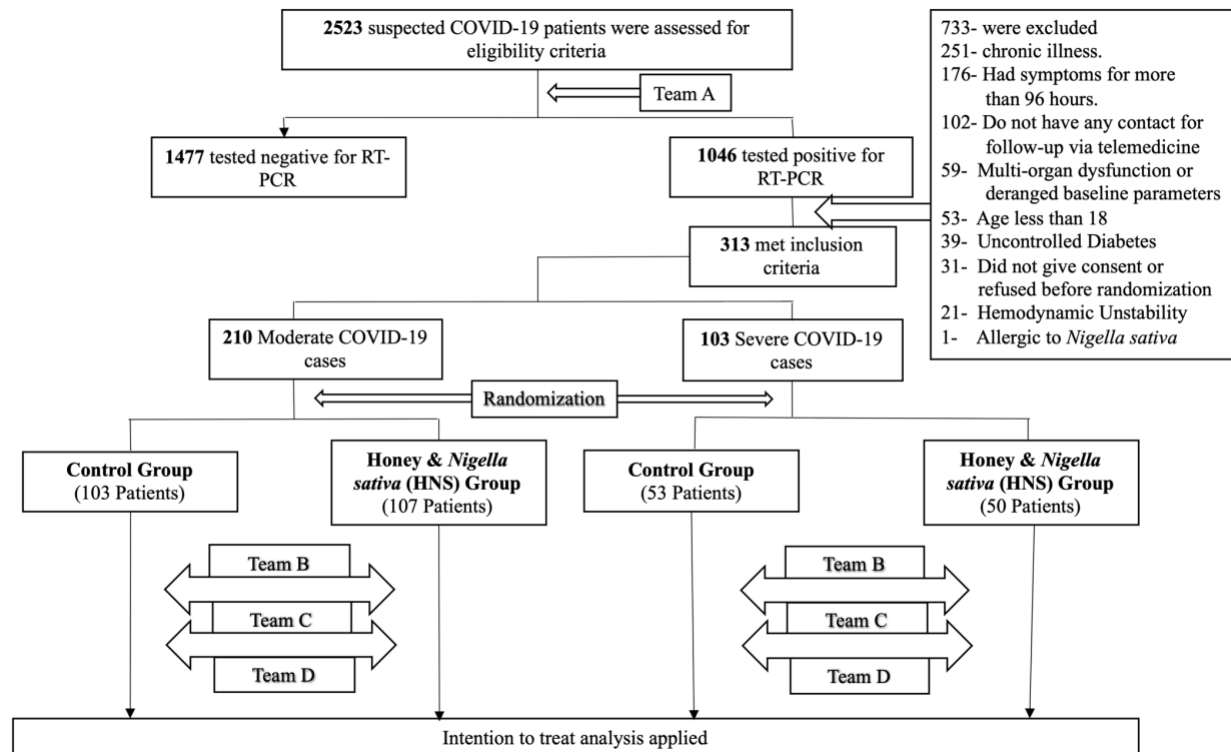 2523 suspected COVID-19 patients were assessed for
eligibility criteria
Team A
1477 tested negative for RT-
PCR
1046 tested positive for
RT-PCR
733- were excluded
251- chronic illness.
176- Had symptoms for more
than 96 hours.
102- Do not have any contact for
follow-up via telemedicine
59- Multi-organ dysfunction or
deranged baseline parameters
53- Age less than 18
39- Uncontrolled Diabetes
31- Did not give consent or
refused before randomization
21- Hemodynamic Unstability
1- Allergic to Nigella sativa
313 met inclusion
criteria
210 Moderate COVID-19
cases
103 Severe COVID-19
cases
Randomization
Control Group
(103 Patients)
Honey & Nigella
sativa (HNS) Group
(107 Patients)
Control Group
(53 Patients)
Honey & Nigella
sativa (HNS) Group
(50 Patients)
Team B
Team C
Team D
Team B
Team C
Team D
Intention to treat analysis applied